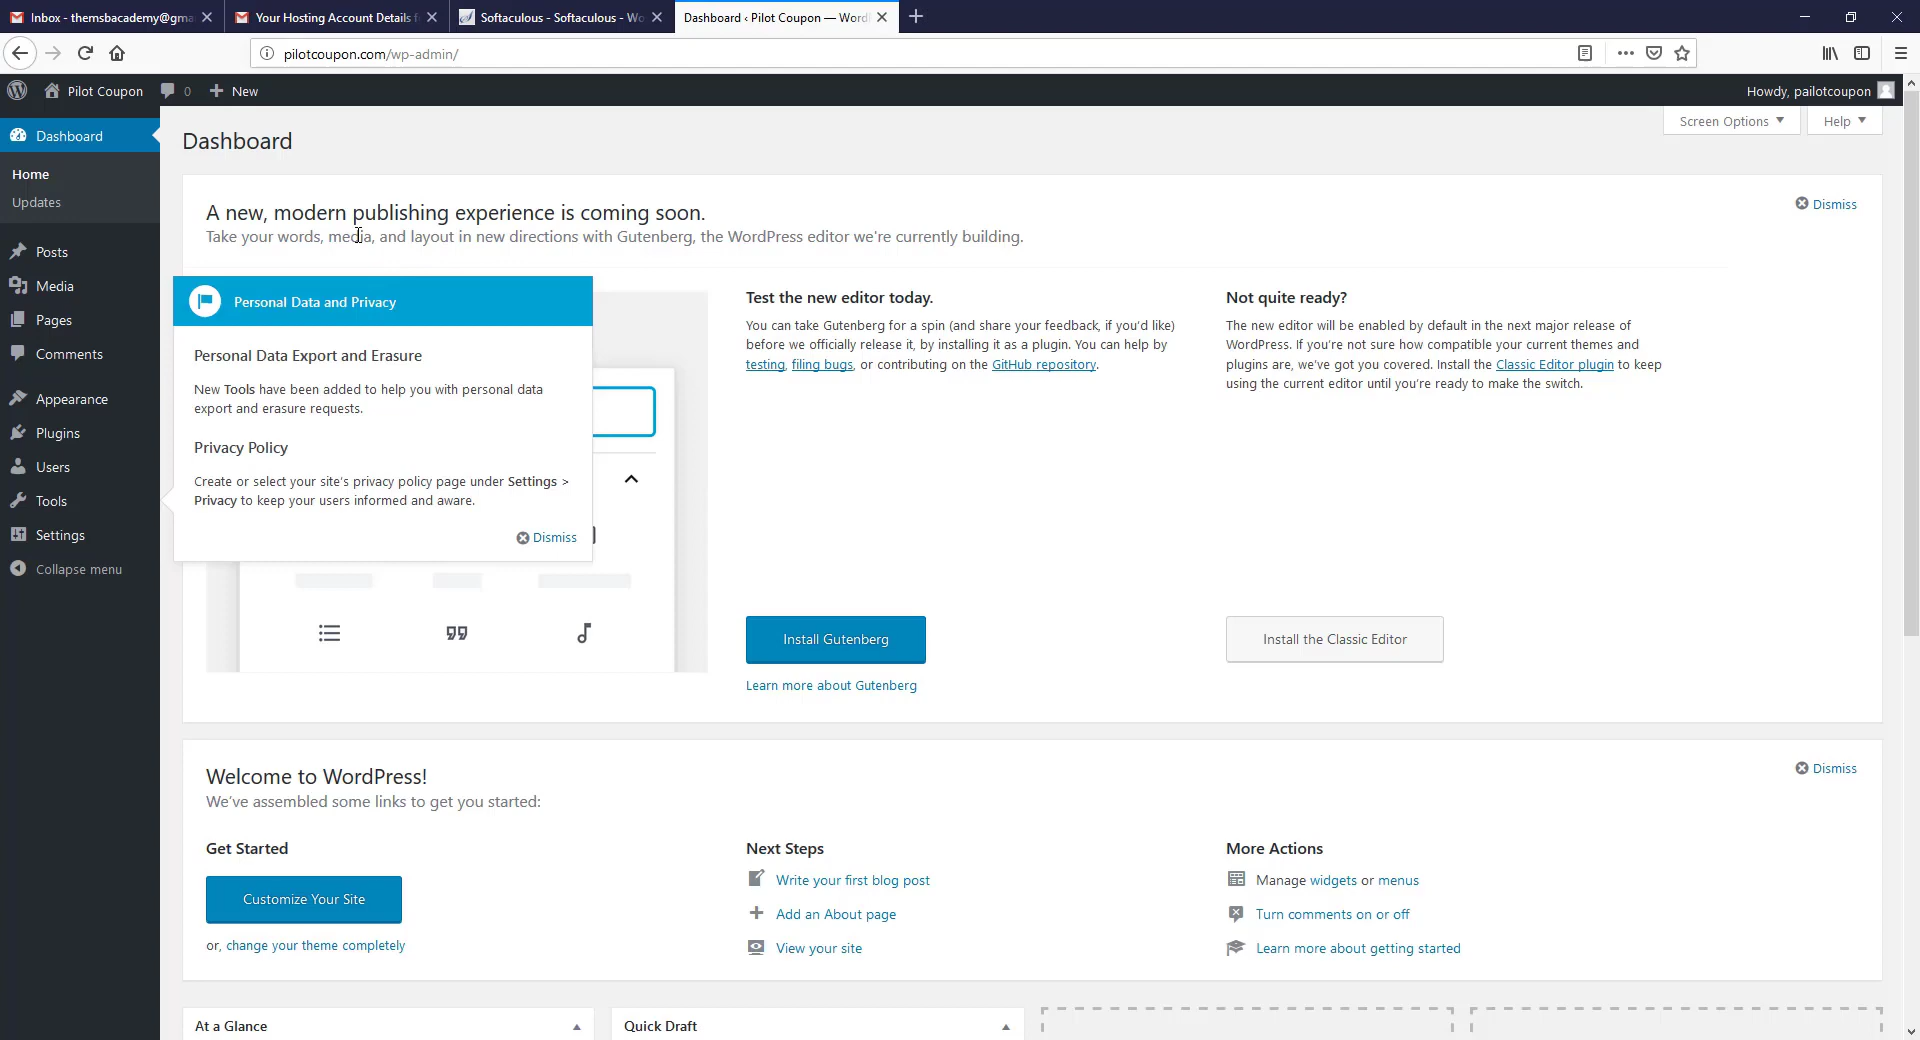 Inbox - themsbacademy@gma
Your Hosting Account Details f
Softaculous - Softaculous - Wo
Dashboard ‹ Pilot Coupon — Word
pilotcoupon.com/wp-admin/
Pilot Coupon
0
New
Howdy, pailotcoupon
Dashboard
Home
Updates
Posts
Media
Pages
Comments
Appearance
Plugins
Users
Tools
Settings
Collapse menu
Dashboard
Screen Options
Help
A new, modern publishing experience is coming soon.
Take your words, media, and layout in new directions with Gutenberg, the WordPress editor we're currently building.
Dismiss
Personal Data and Privacy
Personal Data Export and Erasure
New Tools have been added to help you with personal data
export and erasure requests.
Privacy Policy
Create or select your site's privacy policy page under Settings >
Privacy to keep your users informed and aware.
Dismiss
Test the new editor today.
You can take Gutenberg for a spin (and share your feedback, if you'd like)
before we officially release it, by installing it as a plugin. You can help by
testing, filing bugs, or contributing on the GitHub repository.
Install Gutenberg
Learn more about Gutenberg
Not quite ready?
The new editor will be enabled by default in the next major release of
WordPress. If you're not sure how compatible your current themes and
plugins are, we've got you covered. Install the Classic Editor plugin to keep
using the current editor until you're ready to make the switch.
Install the Classic Editor
Welcome to WordPress!
We've assembled some links to get you started:
Dismiss
Get Started
Customize Your Site
or, change your theme completely
Next Steps
Write your first blog post
Add an About page
View your site
More Actions
Manage widgets or menus
Turn comments on or off
Learn more about getting started
At a Glance
Quick Draft